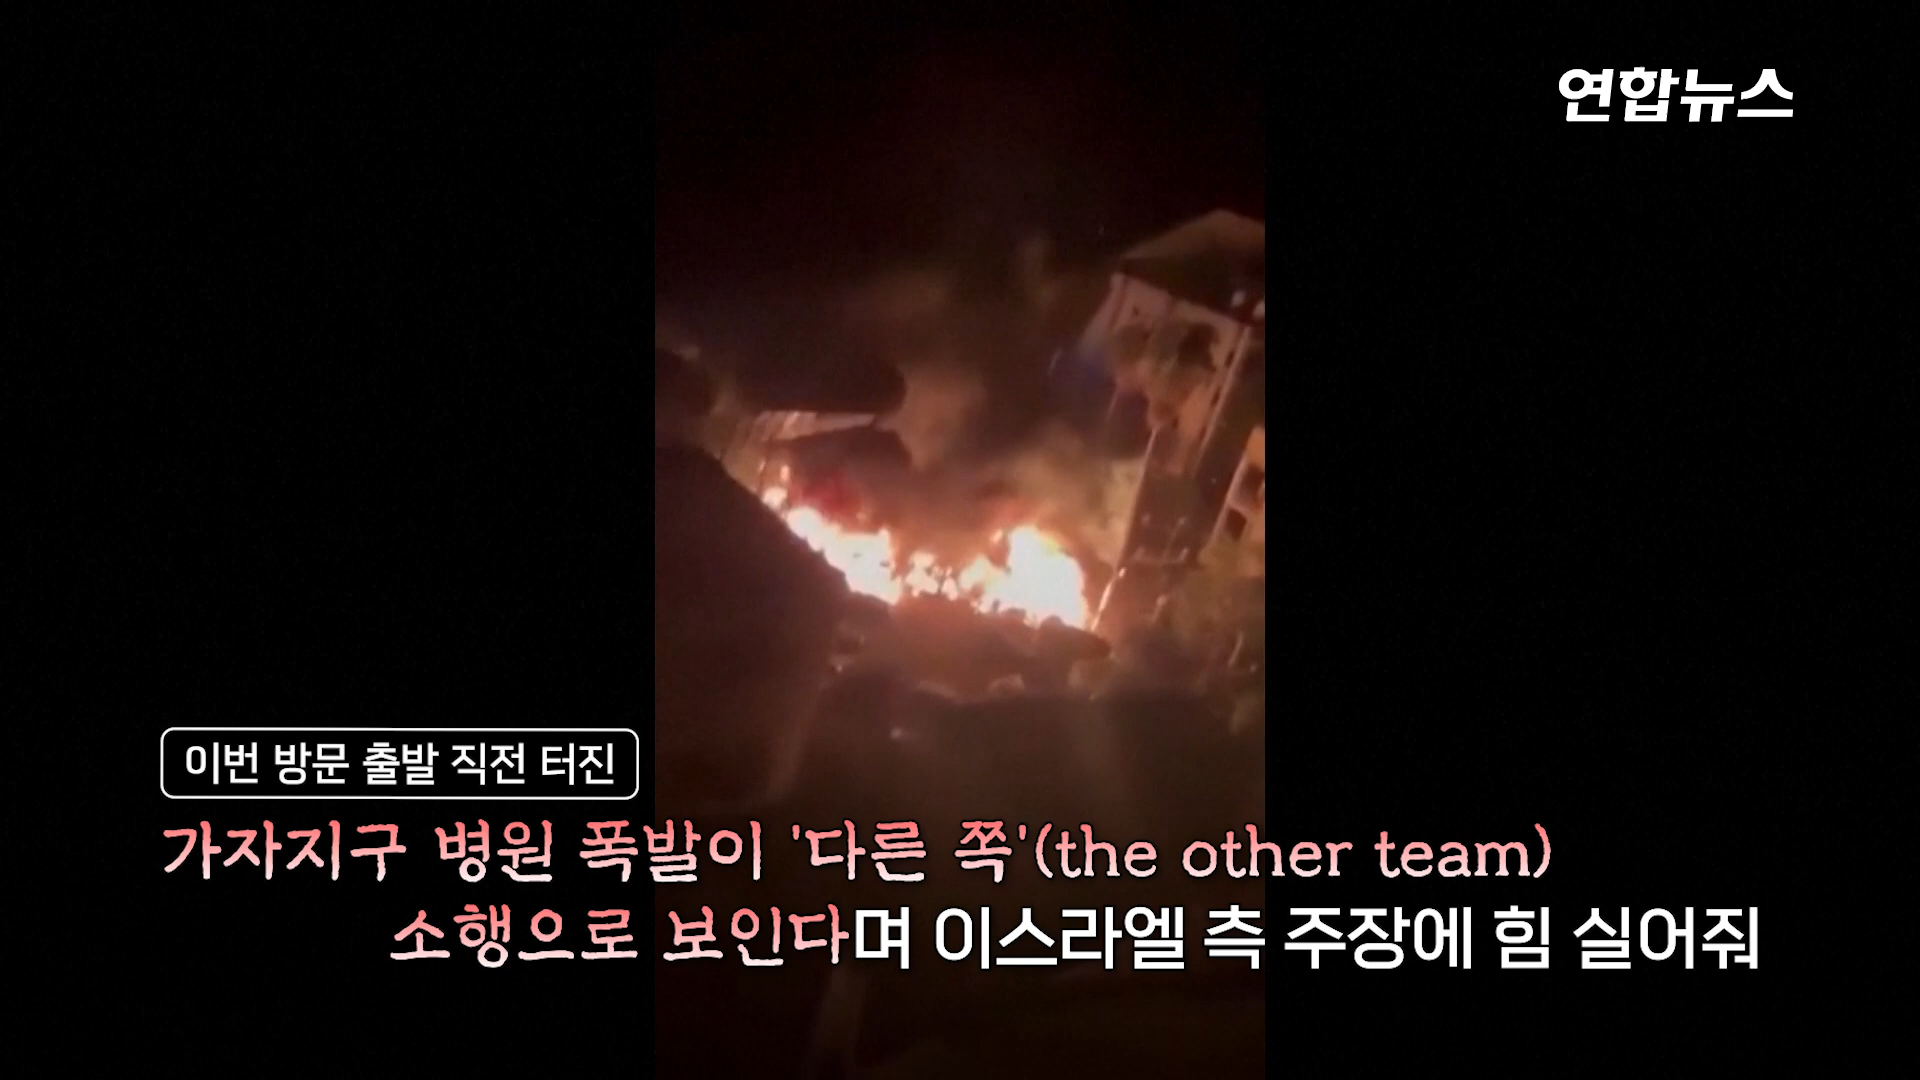 연합뉴스
이번 방문 출발 직전 터진
가자지구 병원 폭발이 '다른 쪽'(the other team)
소행으로 보인다며 이스라엘 측 주장에 힘 실어줘